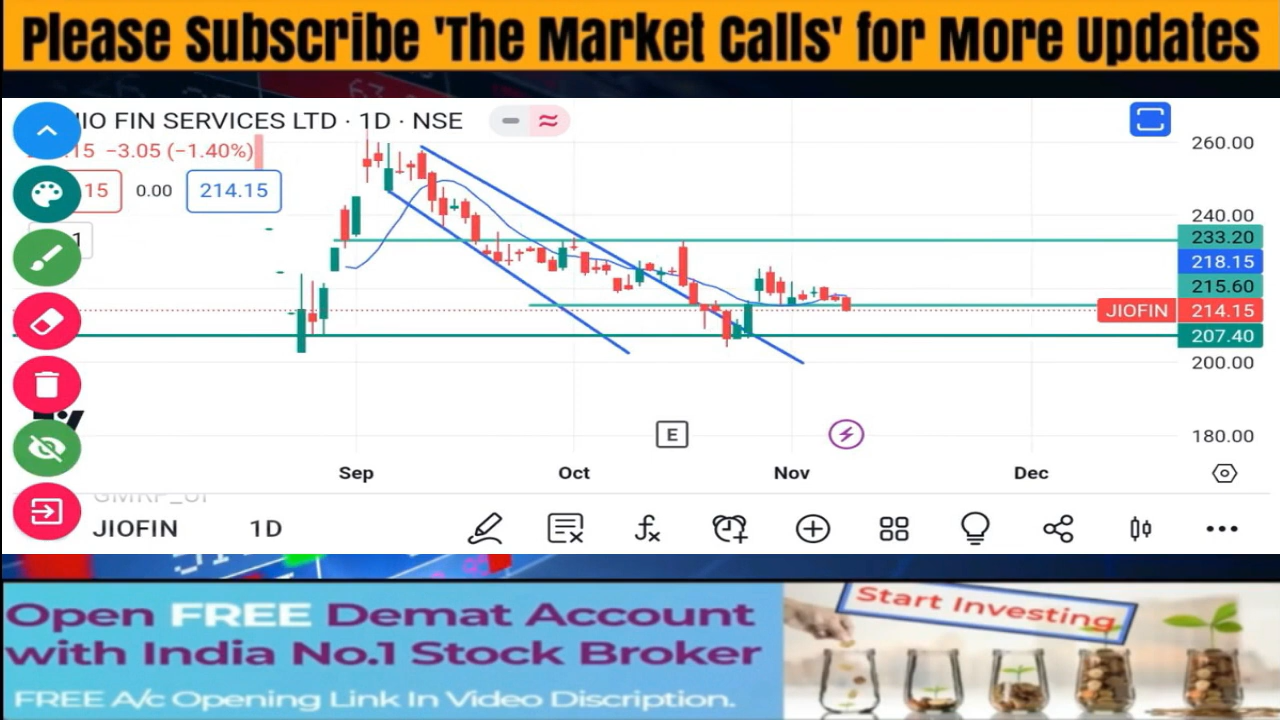 Please Subscribe 'The Market Calls' for More Updates
IO FIN SERVICES LTD · 1D · NSE
.15 −3.05 (−1.40%)
15 0.00 214.15
1
260.00
240.00
233.20
218.15
215.60
JIOFIN 214.15
207.40
200.00
180.00
E
Sep Oct Nov Dec
JIOFIN 1D
Open FREE Demat Account
with India No.1 Stock Broker
FREE A/c Opening Link In Video Discription.
Start Investing